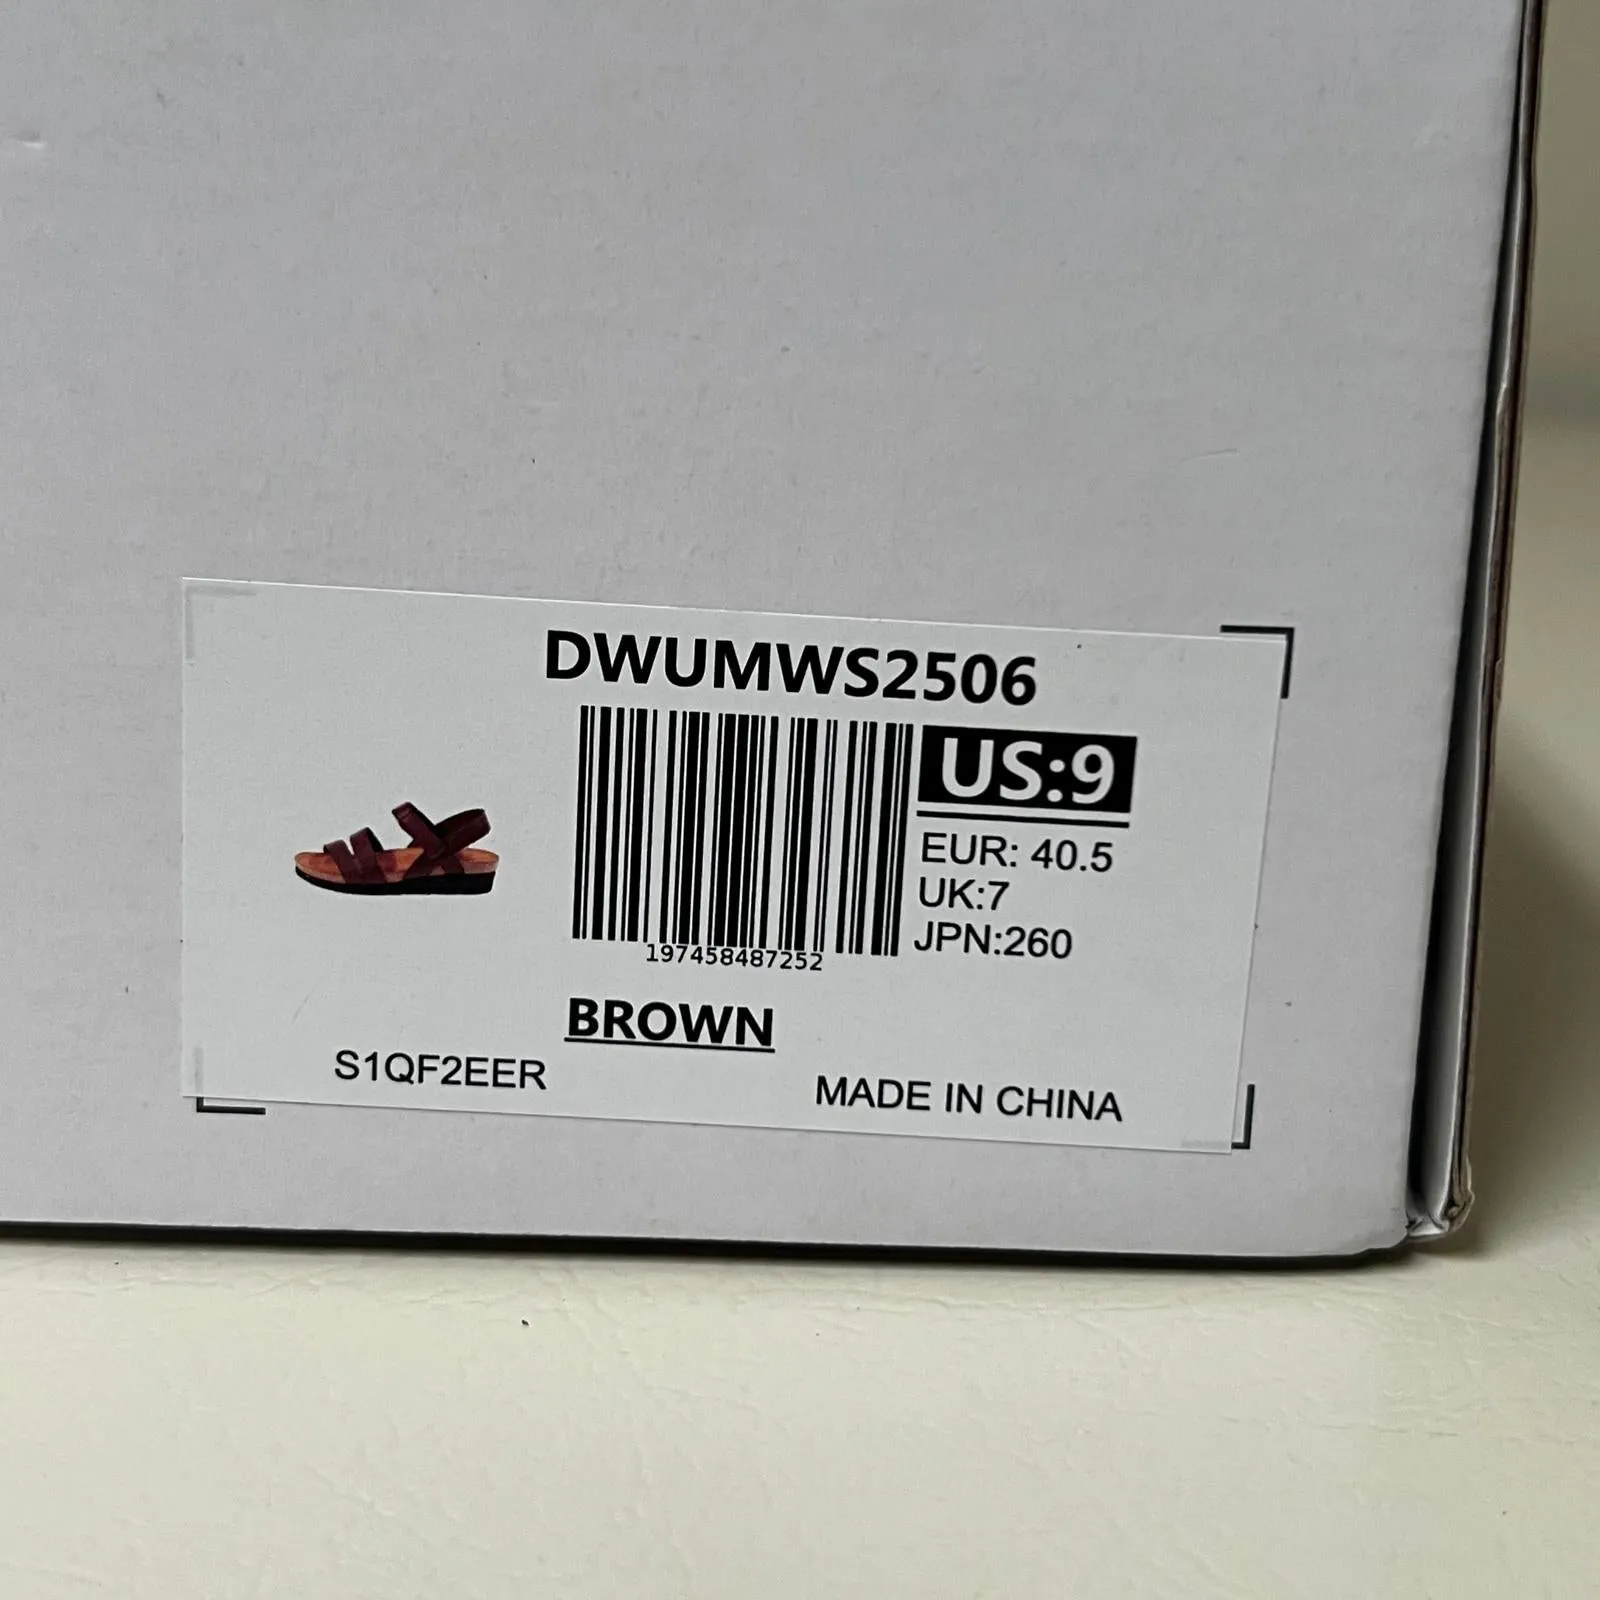 DWUMWS2506
US:9
EUR: 40.5
UK:7
JPN:260
197458487252
BROWN
S1QF2EER
MADE IN CHINA